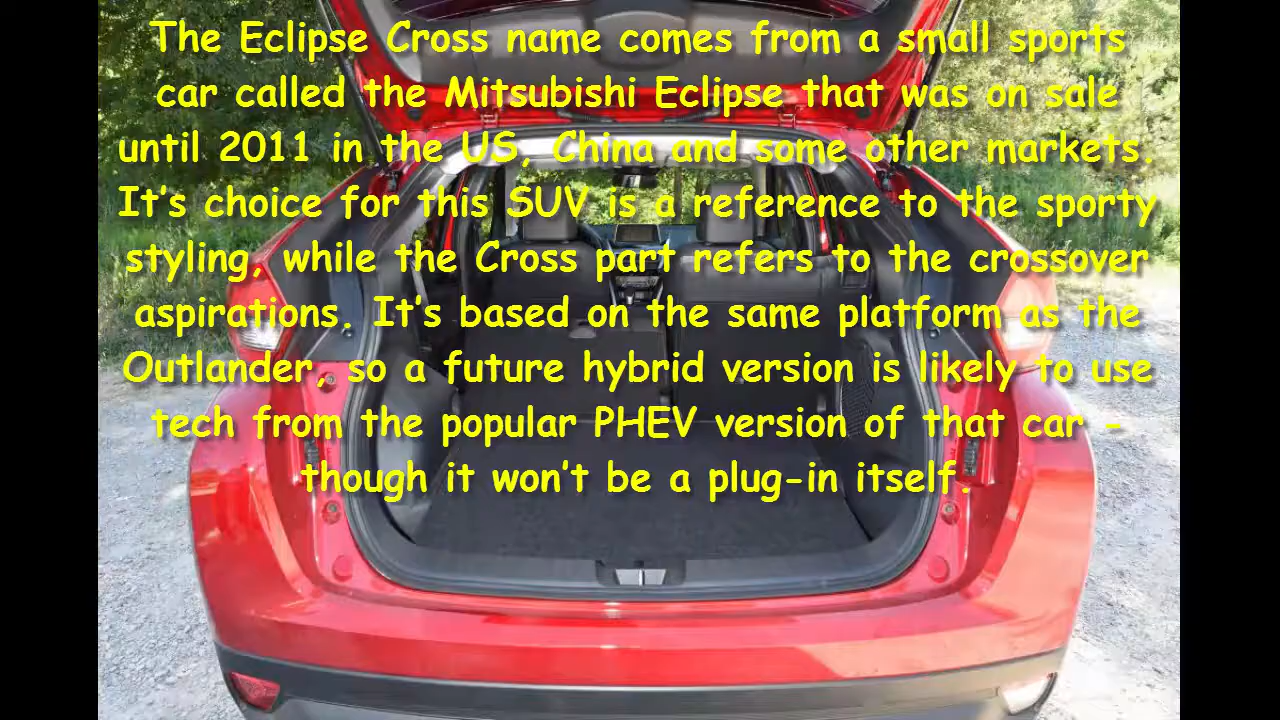 The Eclipse Cross name comes from a small sports
car called the Mitsubishi Eclipse that was on sale
until 2011 in the US, China and some other markets.
It's choice for this SUV is a reference to the sporty
styling, while the Cross part refers to the crossover
aspirations. It's based on the same platform as the
Outlander, so a future hybrid version is likely to use
tech from the popular PHEV version of that car -
though it won't be a plug-in itself.